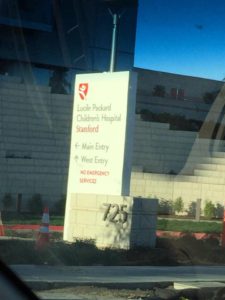 Lucile Packard
Children's Hospital
Stanford
← Main Entry
↑ West Entry
NO EMERGENCY
SERVICES
725